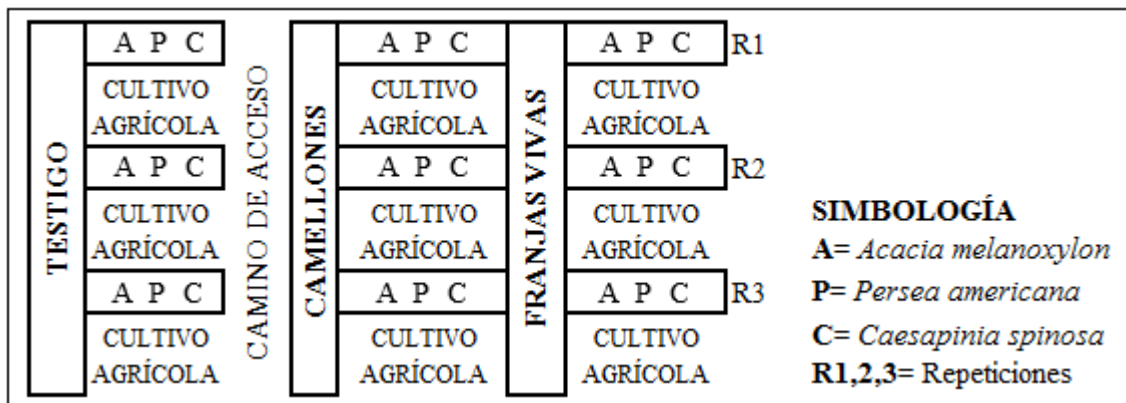 TESTIGO
A P C
CULTIVO
AGRÍCOLA
A P C
CULTIVO
AGRÍCOLA
A P C
CULTIVO
AGRÍCOLA
CAMINO DE ACCESO
CAMELLONES
A P C
CULTIVO
AGRÍCOLA
A P C
CULTIVO
AGRÍCOLA
A P C
CULTIVO
AGRÍCOLA
FRANJAS VIVAS
A P C R1
CULTIVO
AGRÍCOLA
A P C R2
CULTIVO
AGRÍCOLA
A P C R3
CULTIVO
AGRÍCOLA
SIMBOLOGÍA
A= Acacia melanoxylon
P= Persea americana
C= Caesapinia spinosa
R1,2,3= Repeticiones